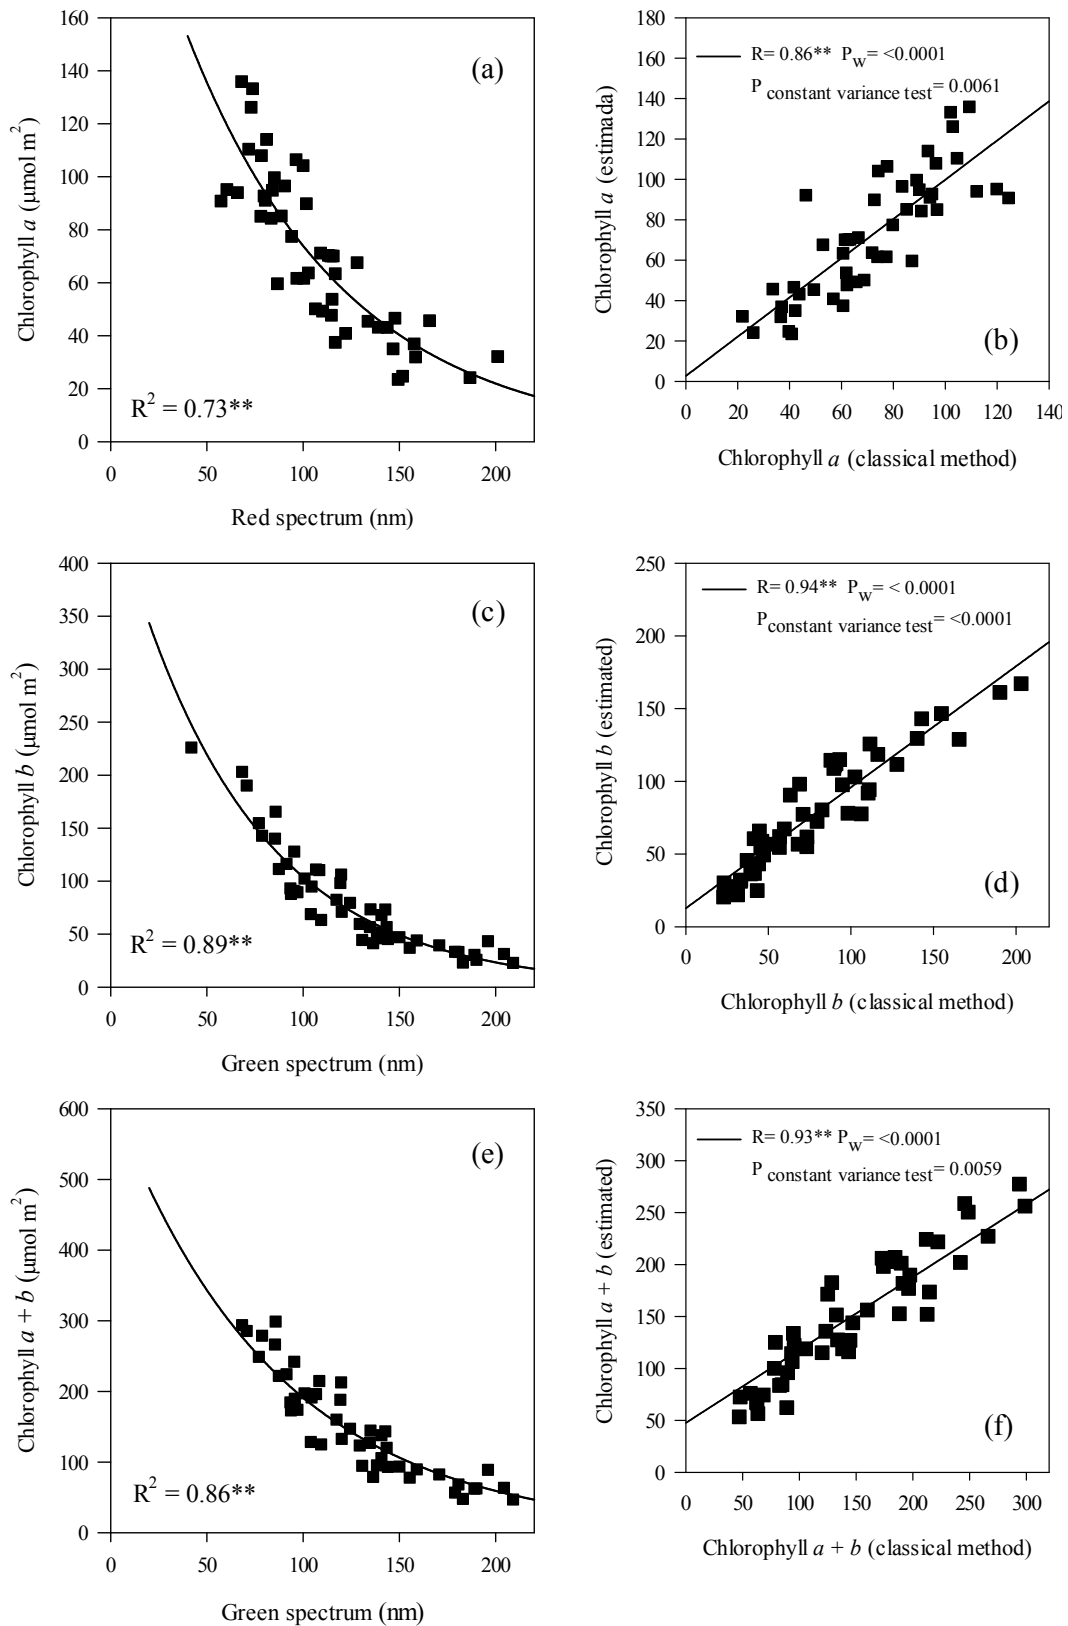 160
140
120
100
80
60
40
20
0
Chlorophyll a (µmol m²)
(a)
R² = 0.73**
0 50 100 150 200
Red spectrum (nm)
180
160
140
120
100
80
60
40
20
0
Chlorophyll a (estimada)
R= 0.86** PW= <0.0001
P constant variance test= 0.0061
(b)
0 20 40 60 80 100 120 140
Chlorophyll a (classical method)
400
350
300
250
200
150
100
50
0
Chlorophyll b (µmol m²)
(c)
R² = 0.89**
0 50 100 150 200
Green spectrum (nm)
250
200
150
100
50
0
Chlorophyll b (estimated)
R= 0.94** PW= < 0.0001
Pconstant variance test= <0.0001
(d)
0 50 100 150 200
Chlorophyll b (classical method)
600
500
400
300
200
100
0
Chlorophyll a + b (µmol m²)
(e)
R² = 0.86**
0 50 100 150 200
Green spectrum (nm)
350
300
250
200
150
100
50
0
Chlorophyll a + b (estimated)
R= 0.93** PW= <0.0001
P constant variance test= 0.0059
(f)
0 50 100 150 200 250 300
Chlorophyll a + b (classical method)